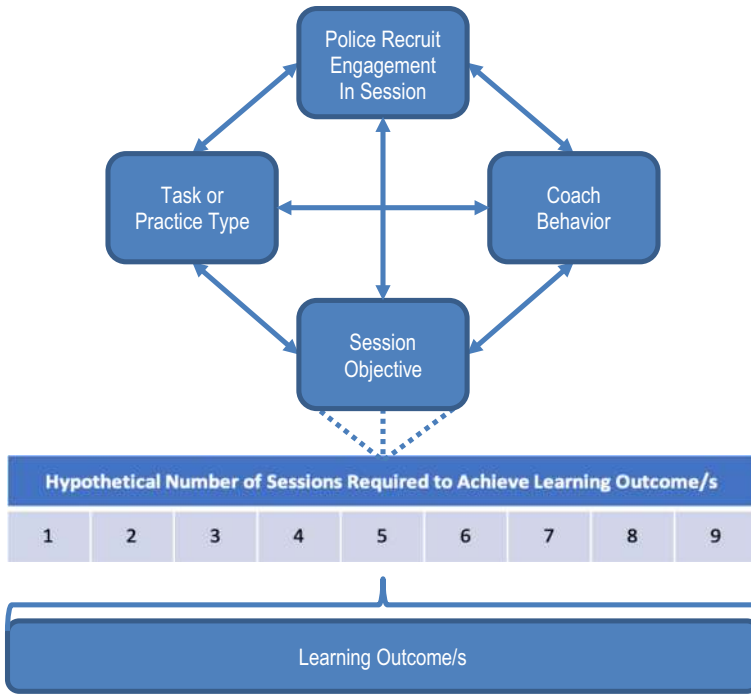 Police Recruit
Engagement
In Session
Task or
Practice Type
Coach
Behavior
Session
Objective
Hypothetical Number of Sessions Required to Achieve Learning Outcome/s
1 2 3 4 5 6 7 8 9
Learning Outcome/s